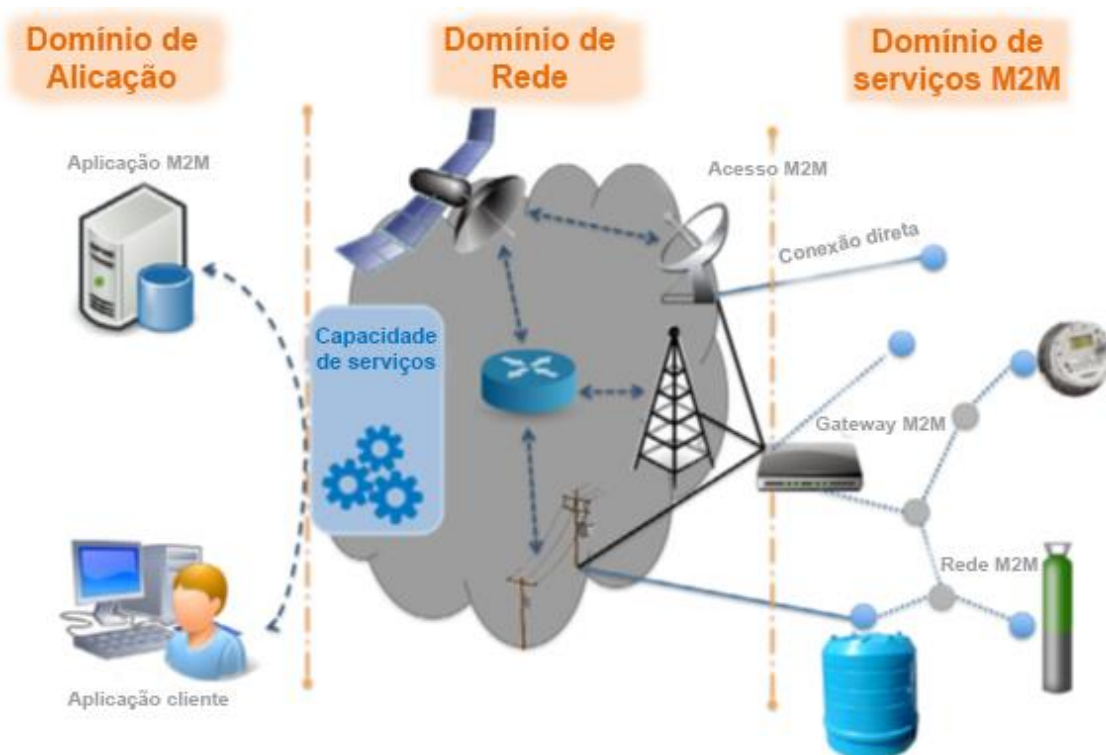 Domínio de
Alicação
Domínio de
Rede
Domínio de
serviços M2M
Aplicação M2M
Acesso M2M
Conexão direta
Capacidade
de serviços
Gateway M2M
Rede M2M
Aplicação cliente